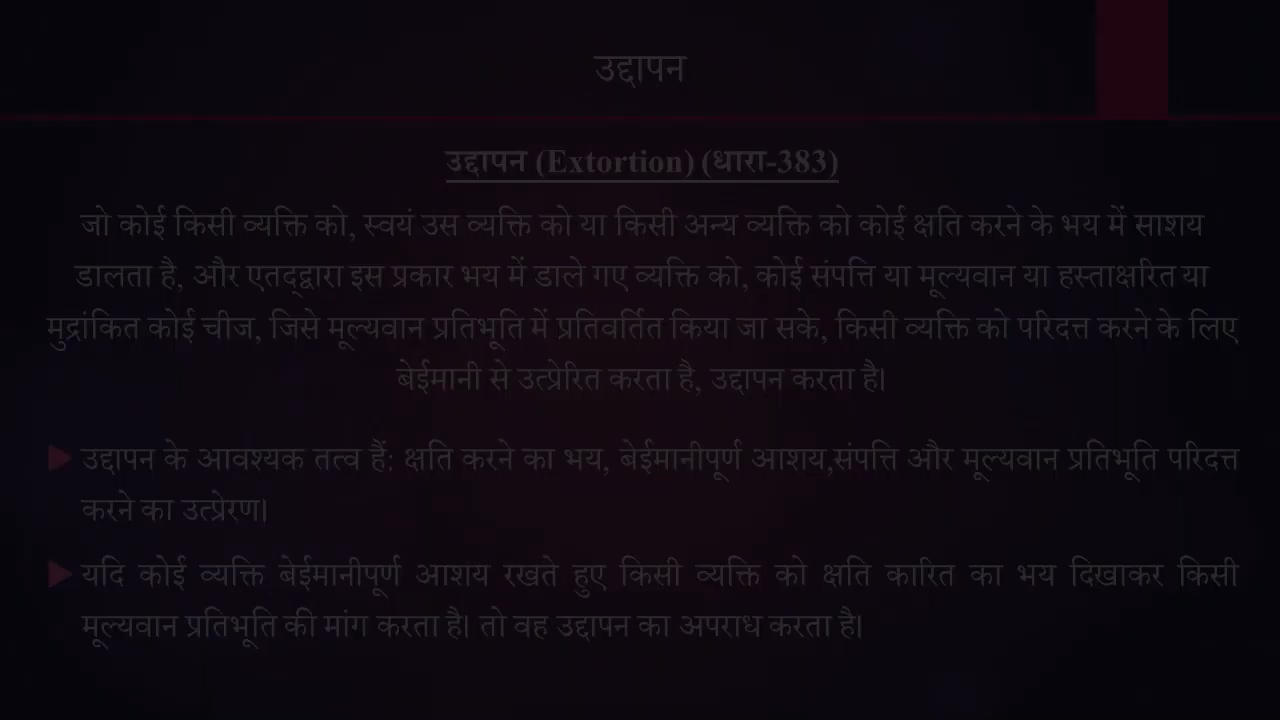 उद्दापन
उद्दापन (Extortion) (धारा-383)
जो कोई किसी व्यक्ति को, स्वयं उस व्यक्ति को या किसी अन्य व्यक्ति को कोई क्षति करने के भय में साशय
डालता है, और एतद्द्वारा इस प्रकार भय में डाले गए व्यक्ति को, कोई संपत्ति या मूल्यवान या हस्ताक्षरित या
मुद्रांकित कोई चीज, जिसे मूल्यवान प्रतिभूति में प्रतिवर्तित किया जा सके, किसी व्यक्ति को परिदत्त करने के लिए
बेईमानी से उत्प्रेरित करता है, उद्दापन करता है।
उद्दापन के आवश्यक तत्व हैं: क्षति करने का भय, बेईमानीपूर्ण आशय,संपत्ति और मूल्यवान प्रतिभूति परिदत्त
करने का उत्प्रेरण।
यदि कोई व्यक्ति बेईमानीपूर्ण आशय रखते हुए किसी व्यक्ति को क्षति कारित का भय दिखाकर किसी
मूल्यवान प्रतिभूति की मांग करता है। तो वह उद्दापन का अपराध करता है।